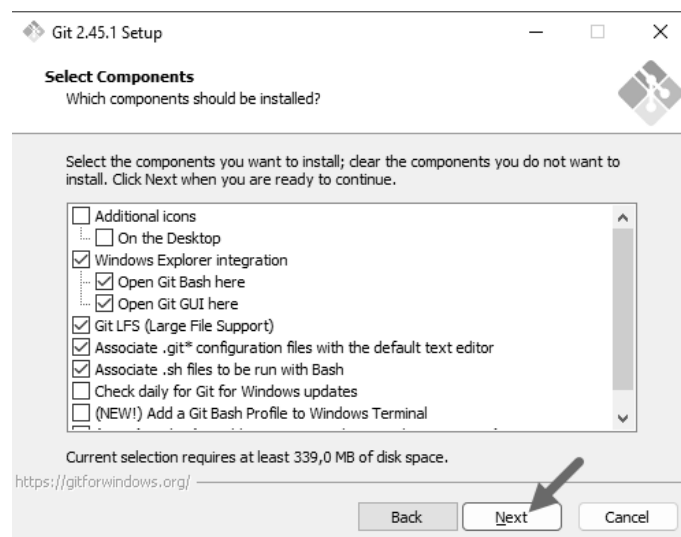 Git 2.45.1 Setup
Select Components
Which components should be installed?
Select the components you want to install; clear the components you do not want to
install. Click Next when you are ready to continue.
Additional icons
On the Desktop
Windows Explorer integration
Open Git Bash here
Open Git GUI here
Git LFS (Large File Support)
Associate .git* configuration files with the default text editor
Associate .sh files to be run with Bash
Check daily for Git for Windows updates
(NEW!) Add a Git Bash Profile to Windows Terminal
Current selection requires at least 339,0 MB of disk space.
https://gitforwindows.org/
Back Next Cancel